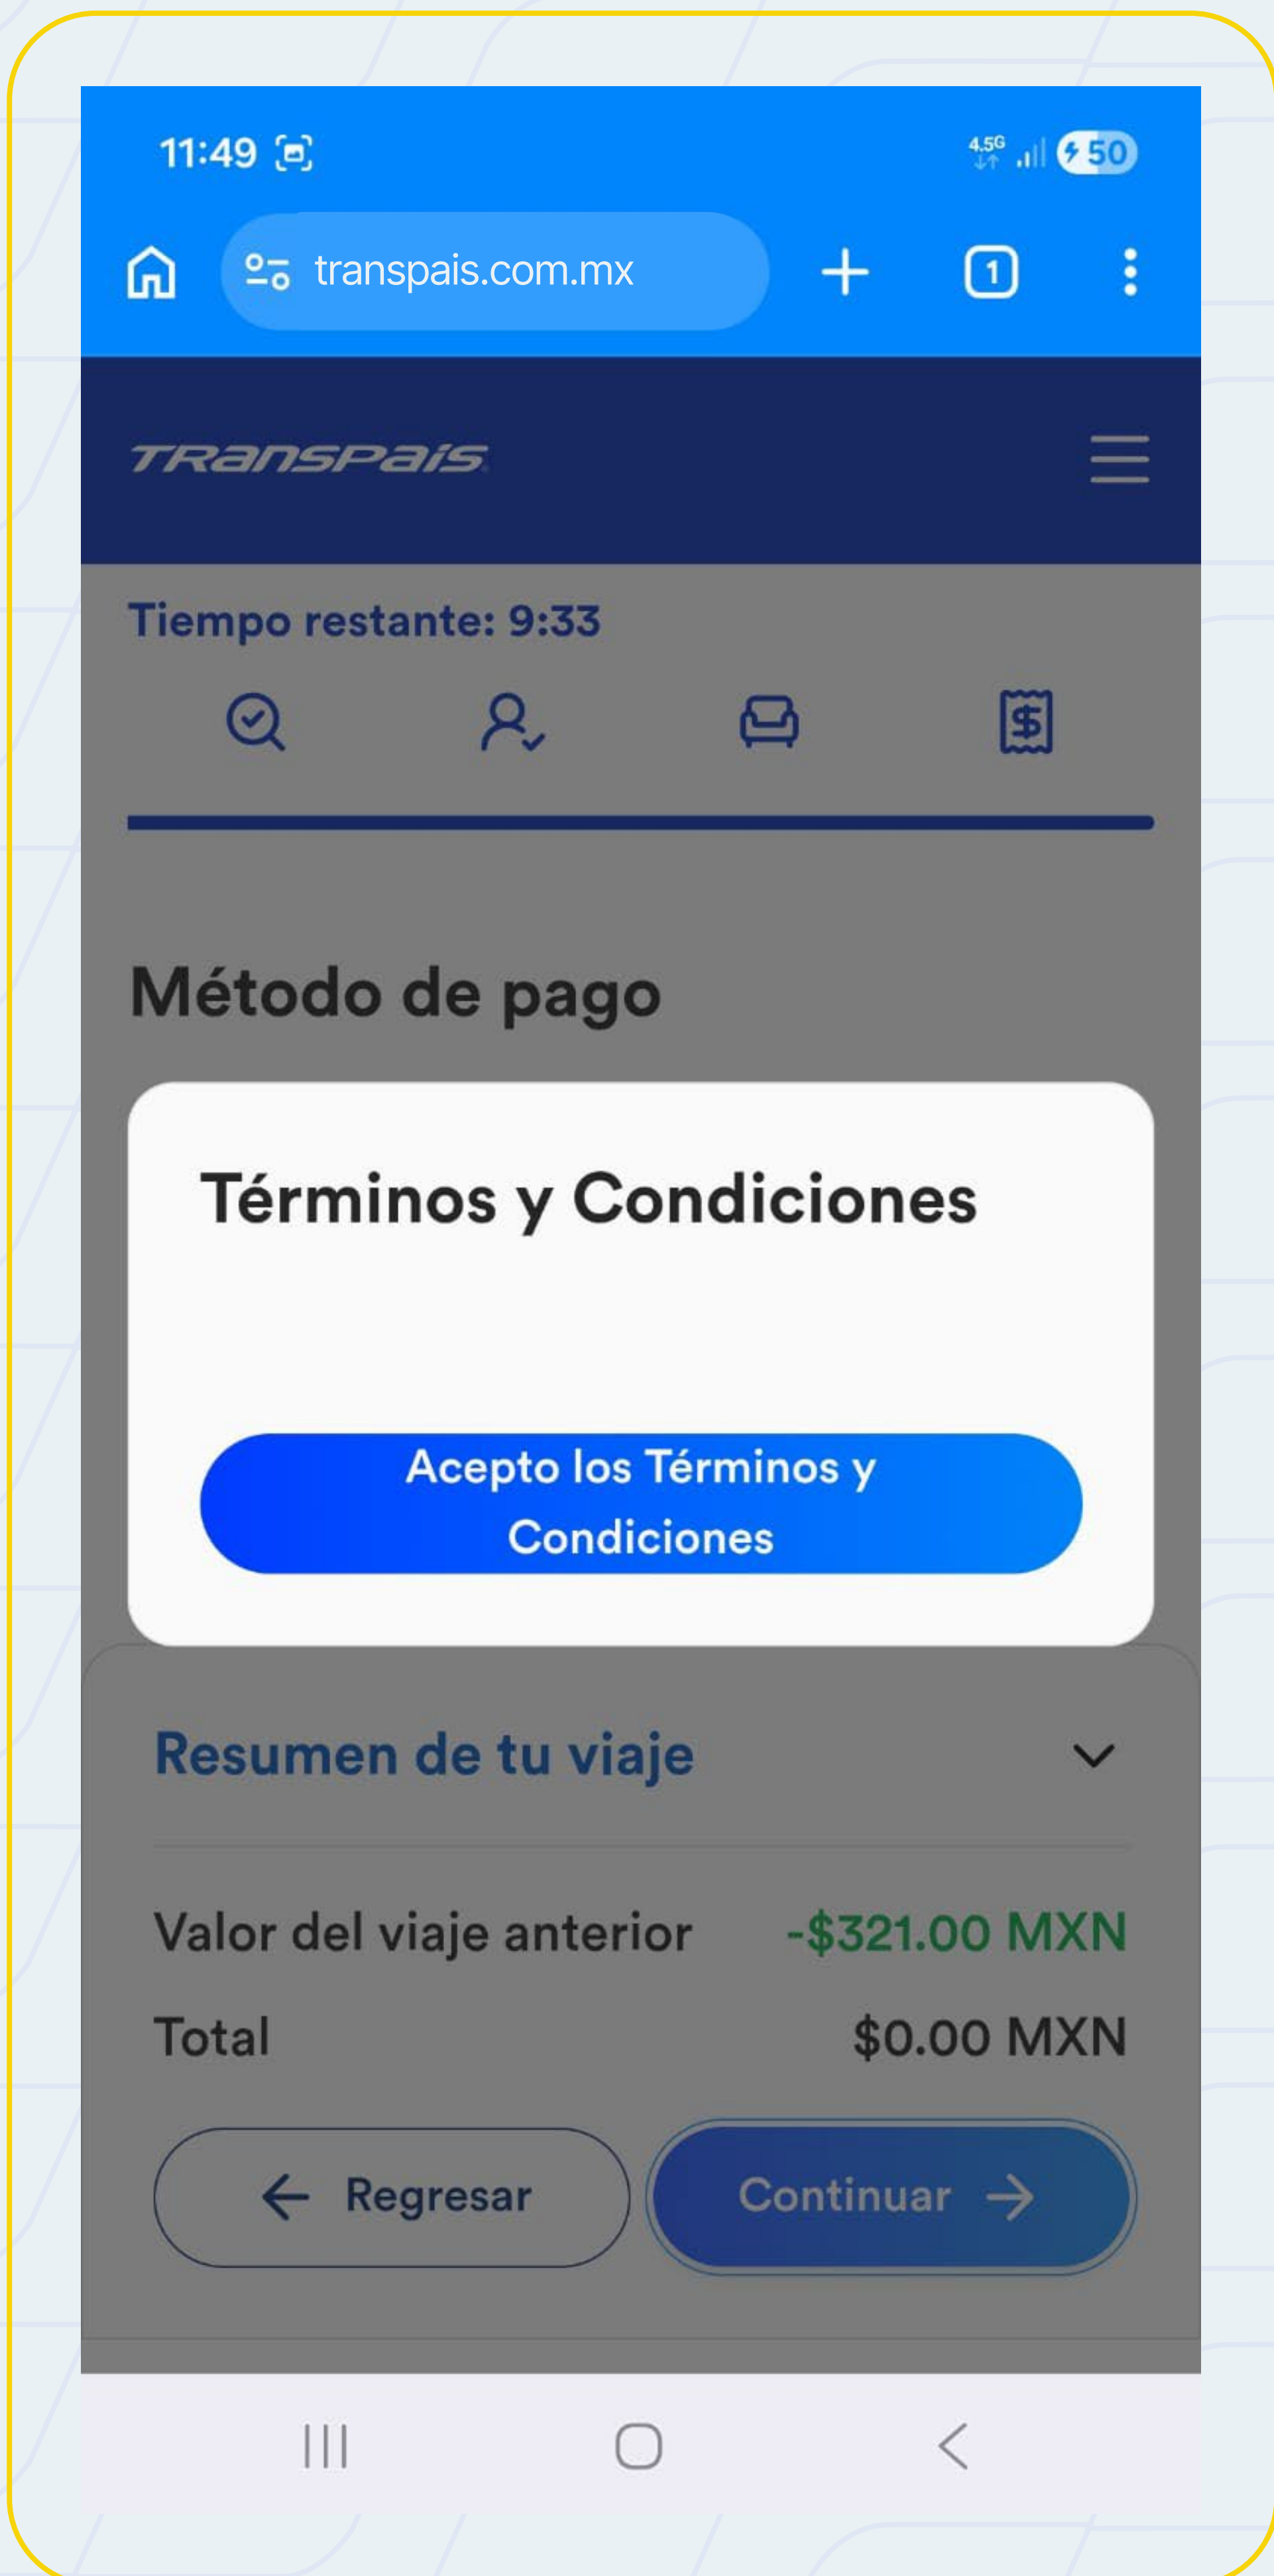 11:49
4.5G
50
transpais.com.mx
1
TRANSPAÍS
Tiempo restante: 9:33
Método de pago
Términos y Condiciones
Acepto los Términos y
Condiciones
Resumen de tu viaje
Valor del viaje anterior -$321.00 MXN
Total $0.00 MXN
Regresar
Continuar